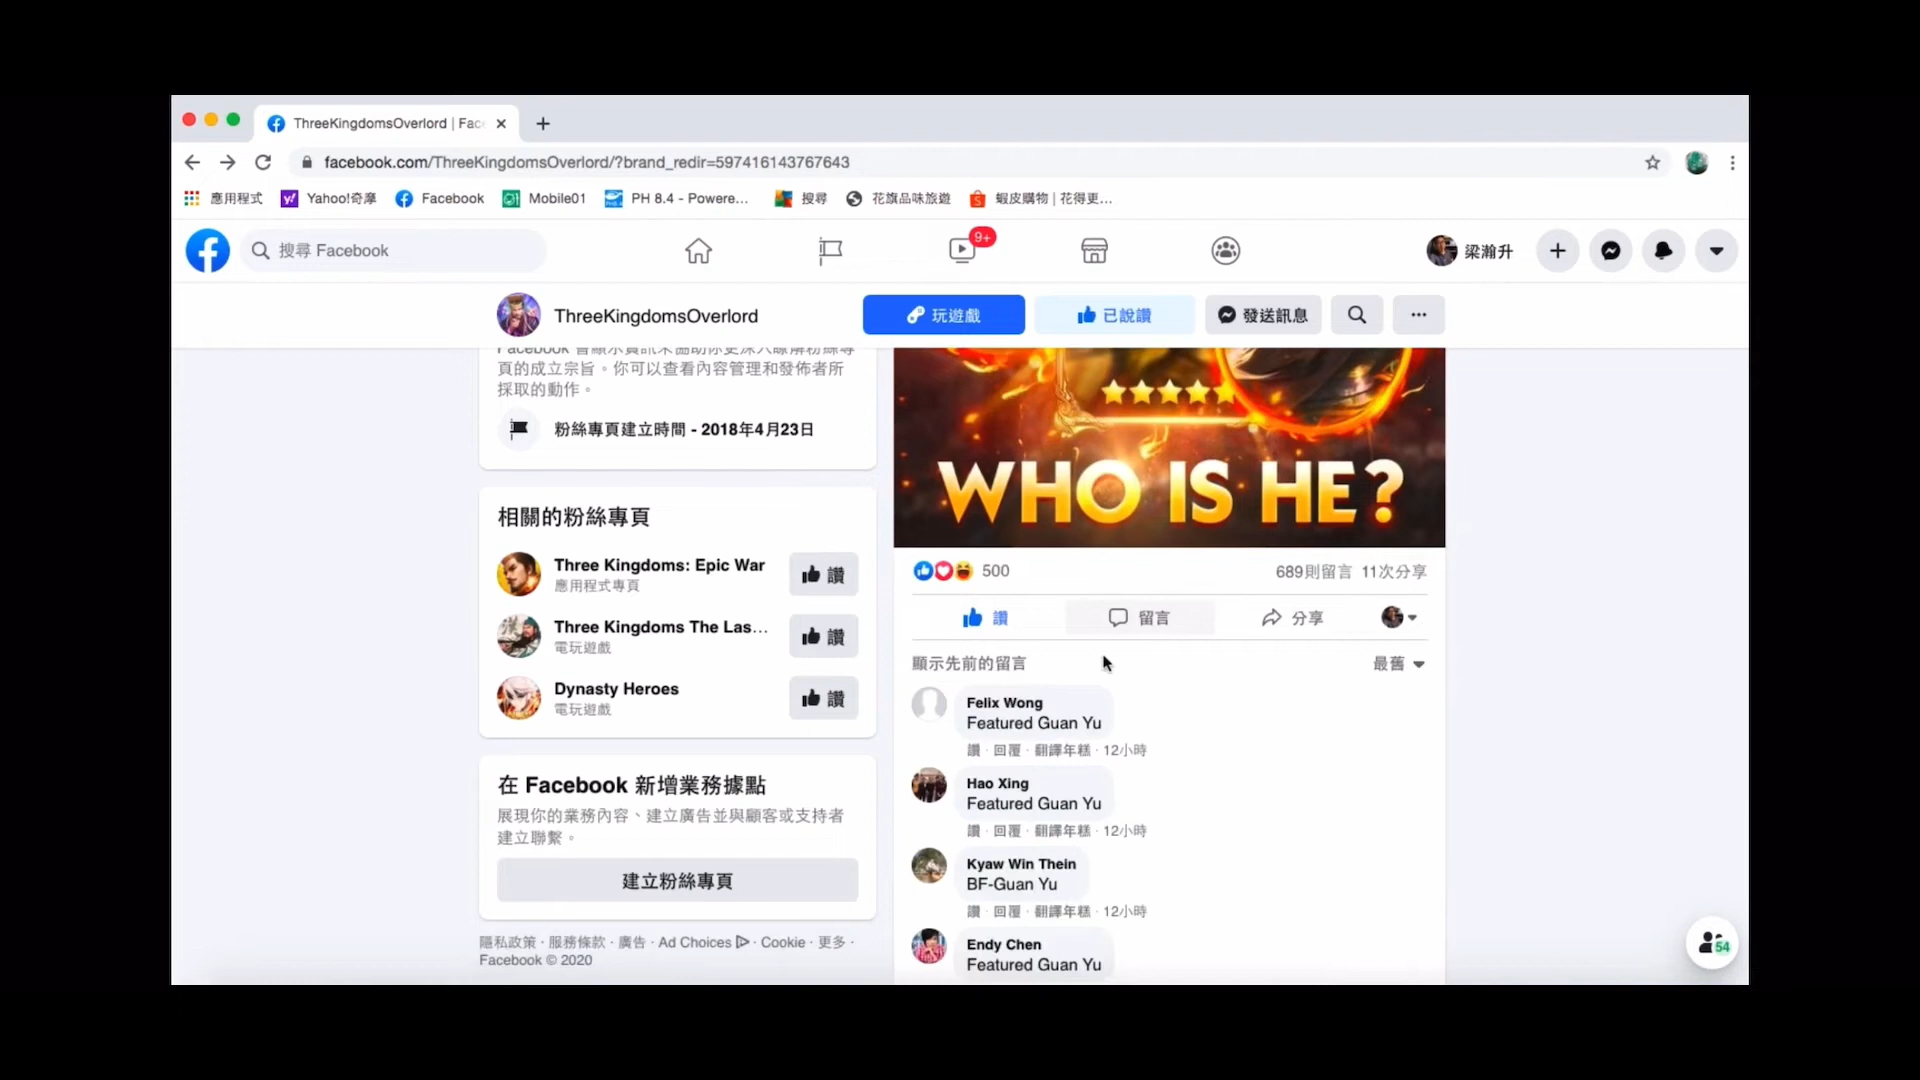 ThreeKingdomsOverlord | Fac
facebook.com/ThreeKingdomsOverlord/?brand_redir=597416143767643
應用程式
Yahoo!奇摩
Facebook
Mobile01
PH 8.4 - Powere...
搜尋
花旗品味旅遊
蝦皮購物 | 花得更...
搜尋 Facebook
9+
梁瀚升
ThreeKingdomsOverlord
玩遊戲
已說讚
發送訊息
Facebook 會顯示資訊來協助你更深入瞭解粉絲專
頁的成立宗旨。你可以查看內容管理和發佈者所
採取的動作。
粉絲專頁建立時間 - 2018年4月23日
相關的粉絲專頁
Three Kingdoms: Epic War
應用程式專頁
讚
Three Kingdoms The Las...
電玩遊戲
讚
Dynasty Heroes
電玩遊戲
讚
在 Facebook 新增業務據點
展現你的業務內容、建立廣告並與顧客或支持者
建立聯繫。
建立粉絲專頁
隱私政策 · 服務條款 · 廣告 · Ad Choices · Cookie · 更多 ·
Facebook © 2020
WHO IS HE?
500
689則留言 11次分享
讚
留言
分享
顯示先前的留言
最舊
Felix Wong
Featured Guan Yu
讚 · 回覆 · 翻譯年糕 · 12小時
Hao Xing
Featured Guan Yu
讚 · 回覆 · 翻譯年糕 · 12小時
Kyaw Win Thein
BF-Guan Yu
讚 · 回覆 · 翻譯年糕 · 12小時
Endy Chen
Featured Guan Yu
54